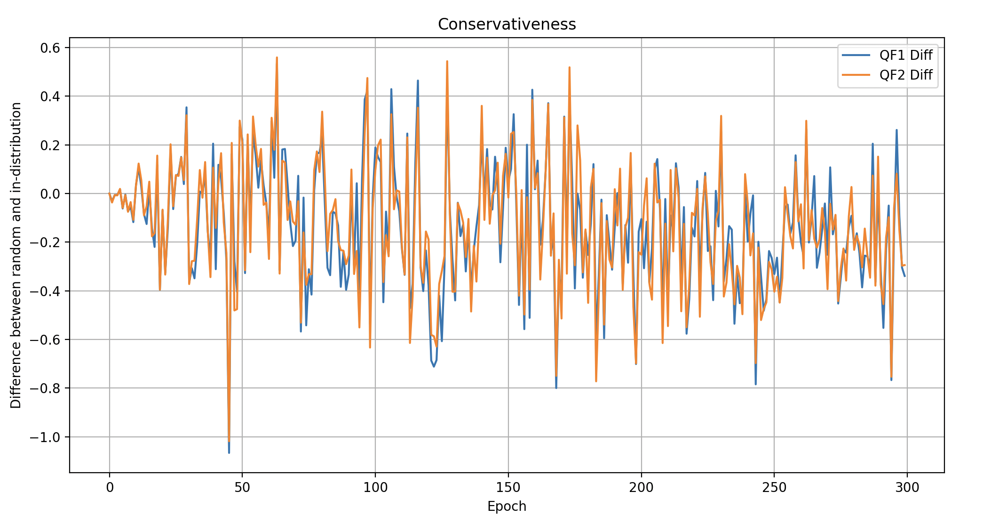 Conservativeness
QF1 Diff
QF2 Diff
Difference between random and in-distribution
0.6
0.4
0.2
0.0
−0.2
−0.4
−0.6
−0.8
−1.0
0 50 100 150 200 250 300
Epoch